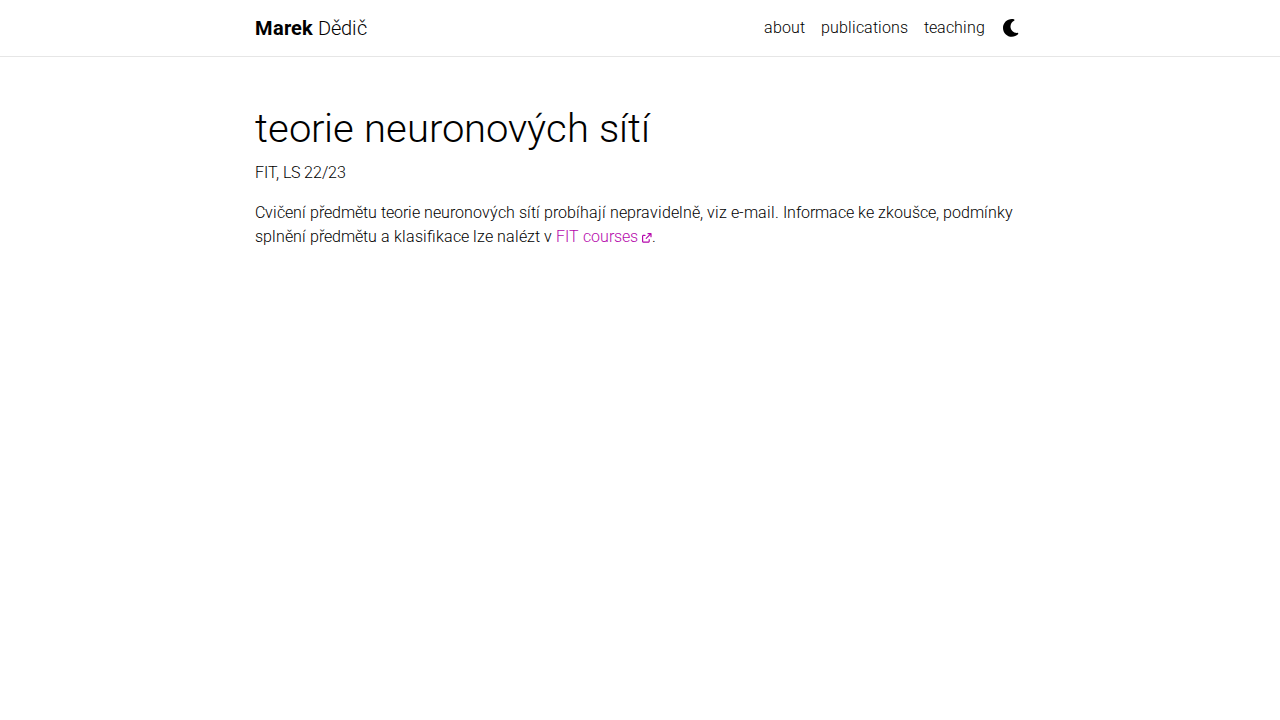 Marek Dědič
about publications teaching
teorie neuronových sítí
FIT, LS 22/23
Cvičení předmětu teorie neuronových sítí probíhají nepravidelně, viz e-mail. Informace ke zkoušce, podmínky
splnění předmětu a klasifikace lze nalézt v FIT courses.